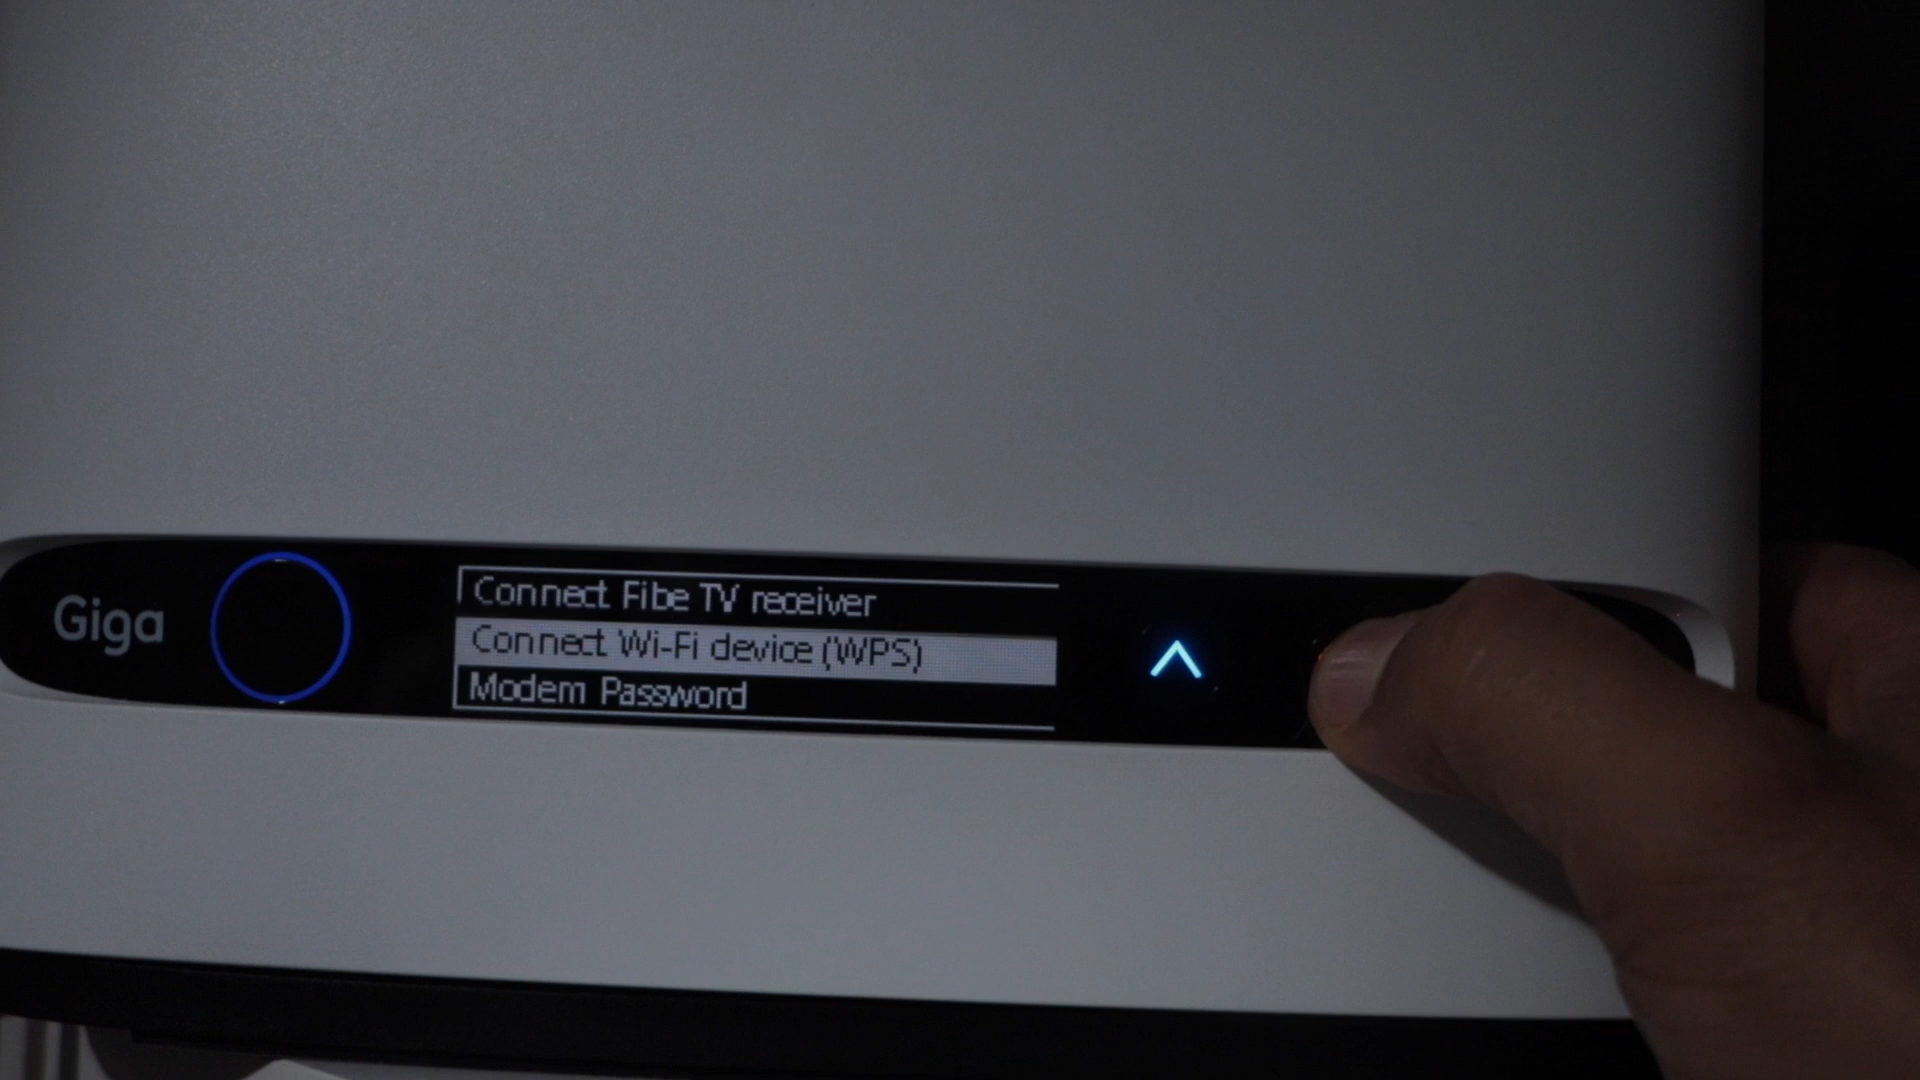 Giga
Connect Fibe TV receiver
Connect Wi-Fi device (WPS)
Modem Password